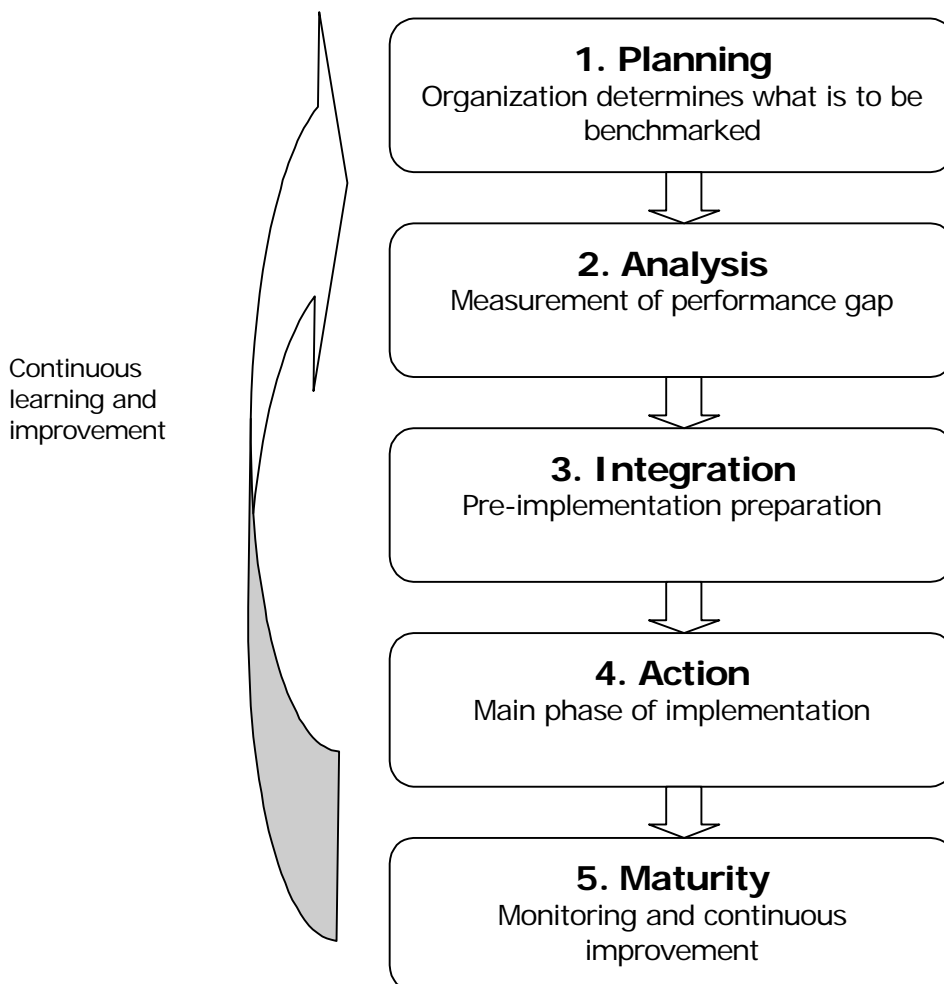 1. Planning
Organization determines what is to be
benchmarked
2. Analysis
Measurement of performance gap
Continuous
learning and
improvement
3. Integration
Pre-implementation preparation
4. Action
Main phase of implementation
5. Maturity
Monitoring and continuous
improvement